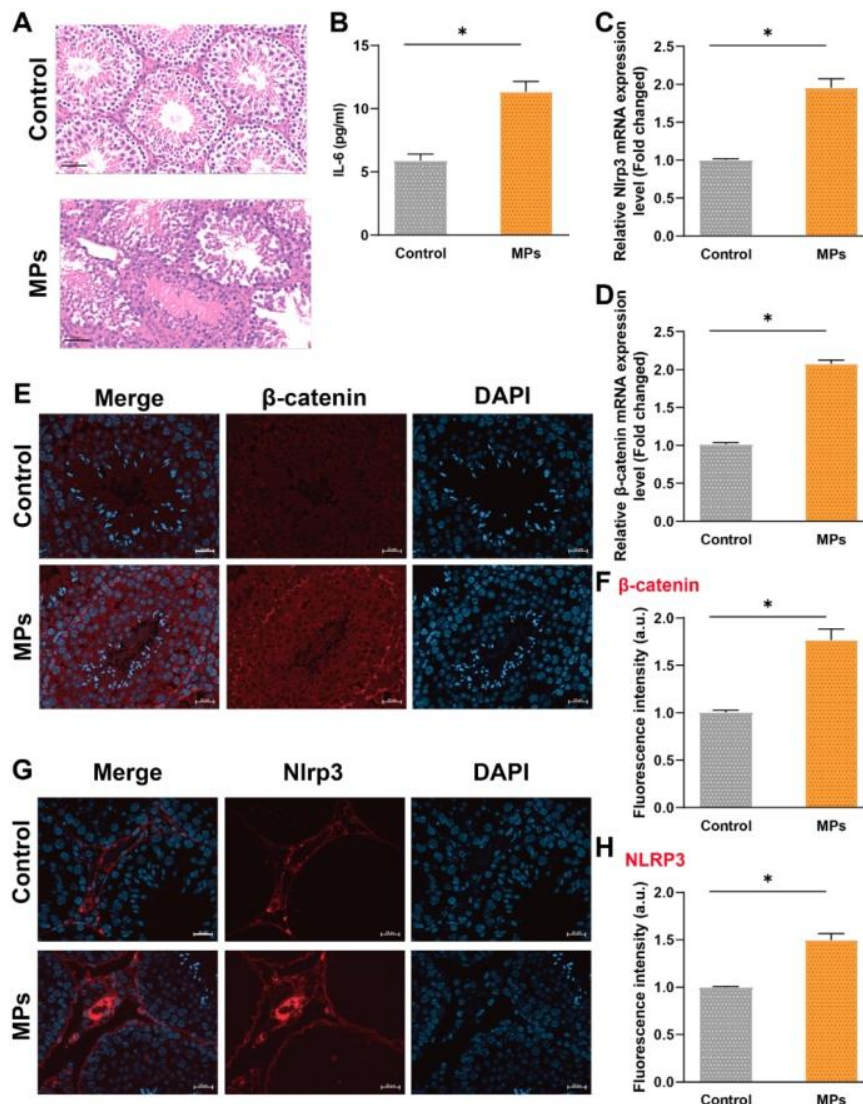 A
Control
MPs
B
*
IL-6 (pg/ml)
15
10
5
0
Control MPs
C
*
Relative Nlrp3 mRNA expression
level (Fold changed)
2.5
2.0
1.5
1.0
0.5
0.0
Control MPs
D
*
Relative β-catenin mRNA expression
level (Fold changed)
2.5
2.0
1.5
1.0
0.5
0.0
Control MPs
E
Merge β-catenin DAPI
Control
MPs
F β-catenin
*
Fluorescence intensity (a.u.)
2.0
1.5
1.0
0.5
0.0
Control MPs
G
Merge Nlrp3 DAPI
Control
MPs
H NLRP3
*
Fluorescence intensity (a.u.)
2.0
1.5
1.0
0.5
0.0
Control MPs